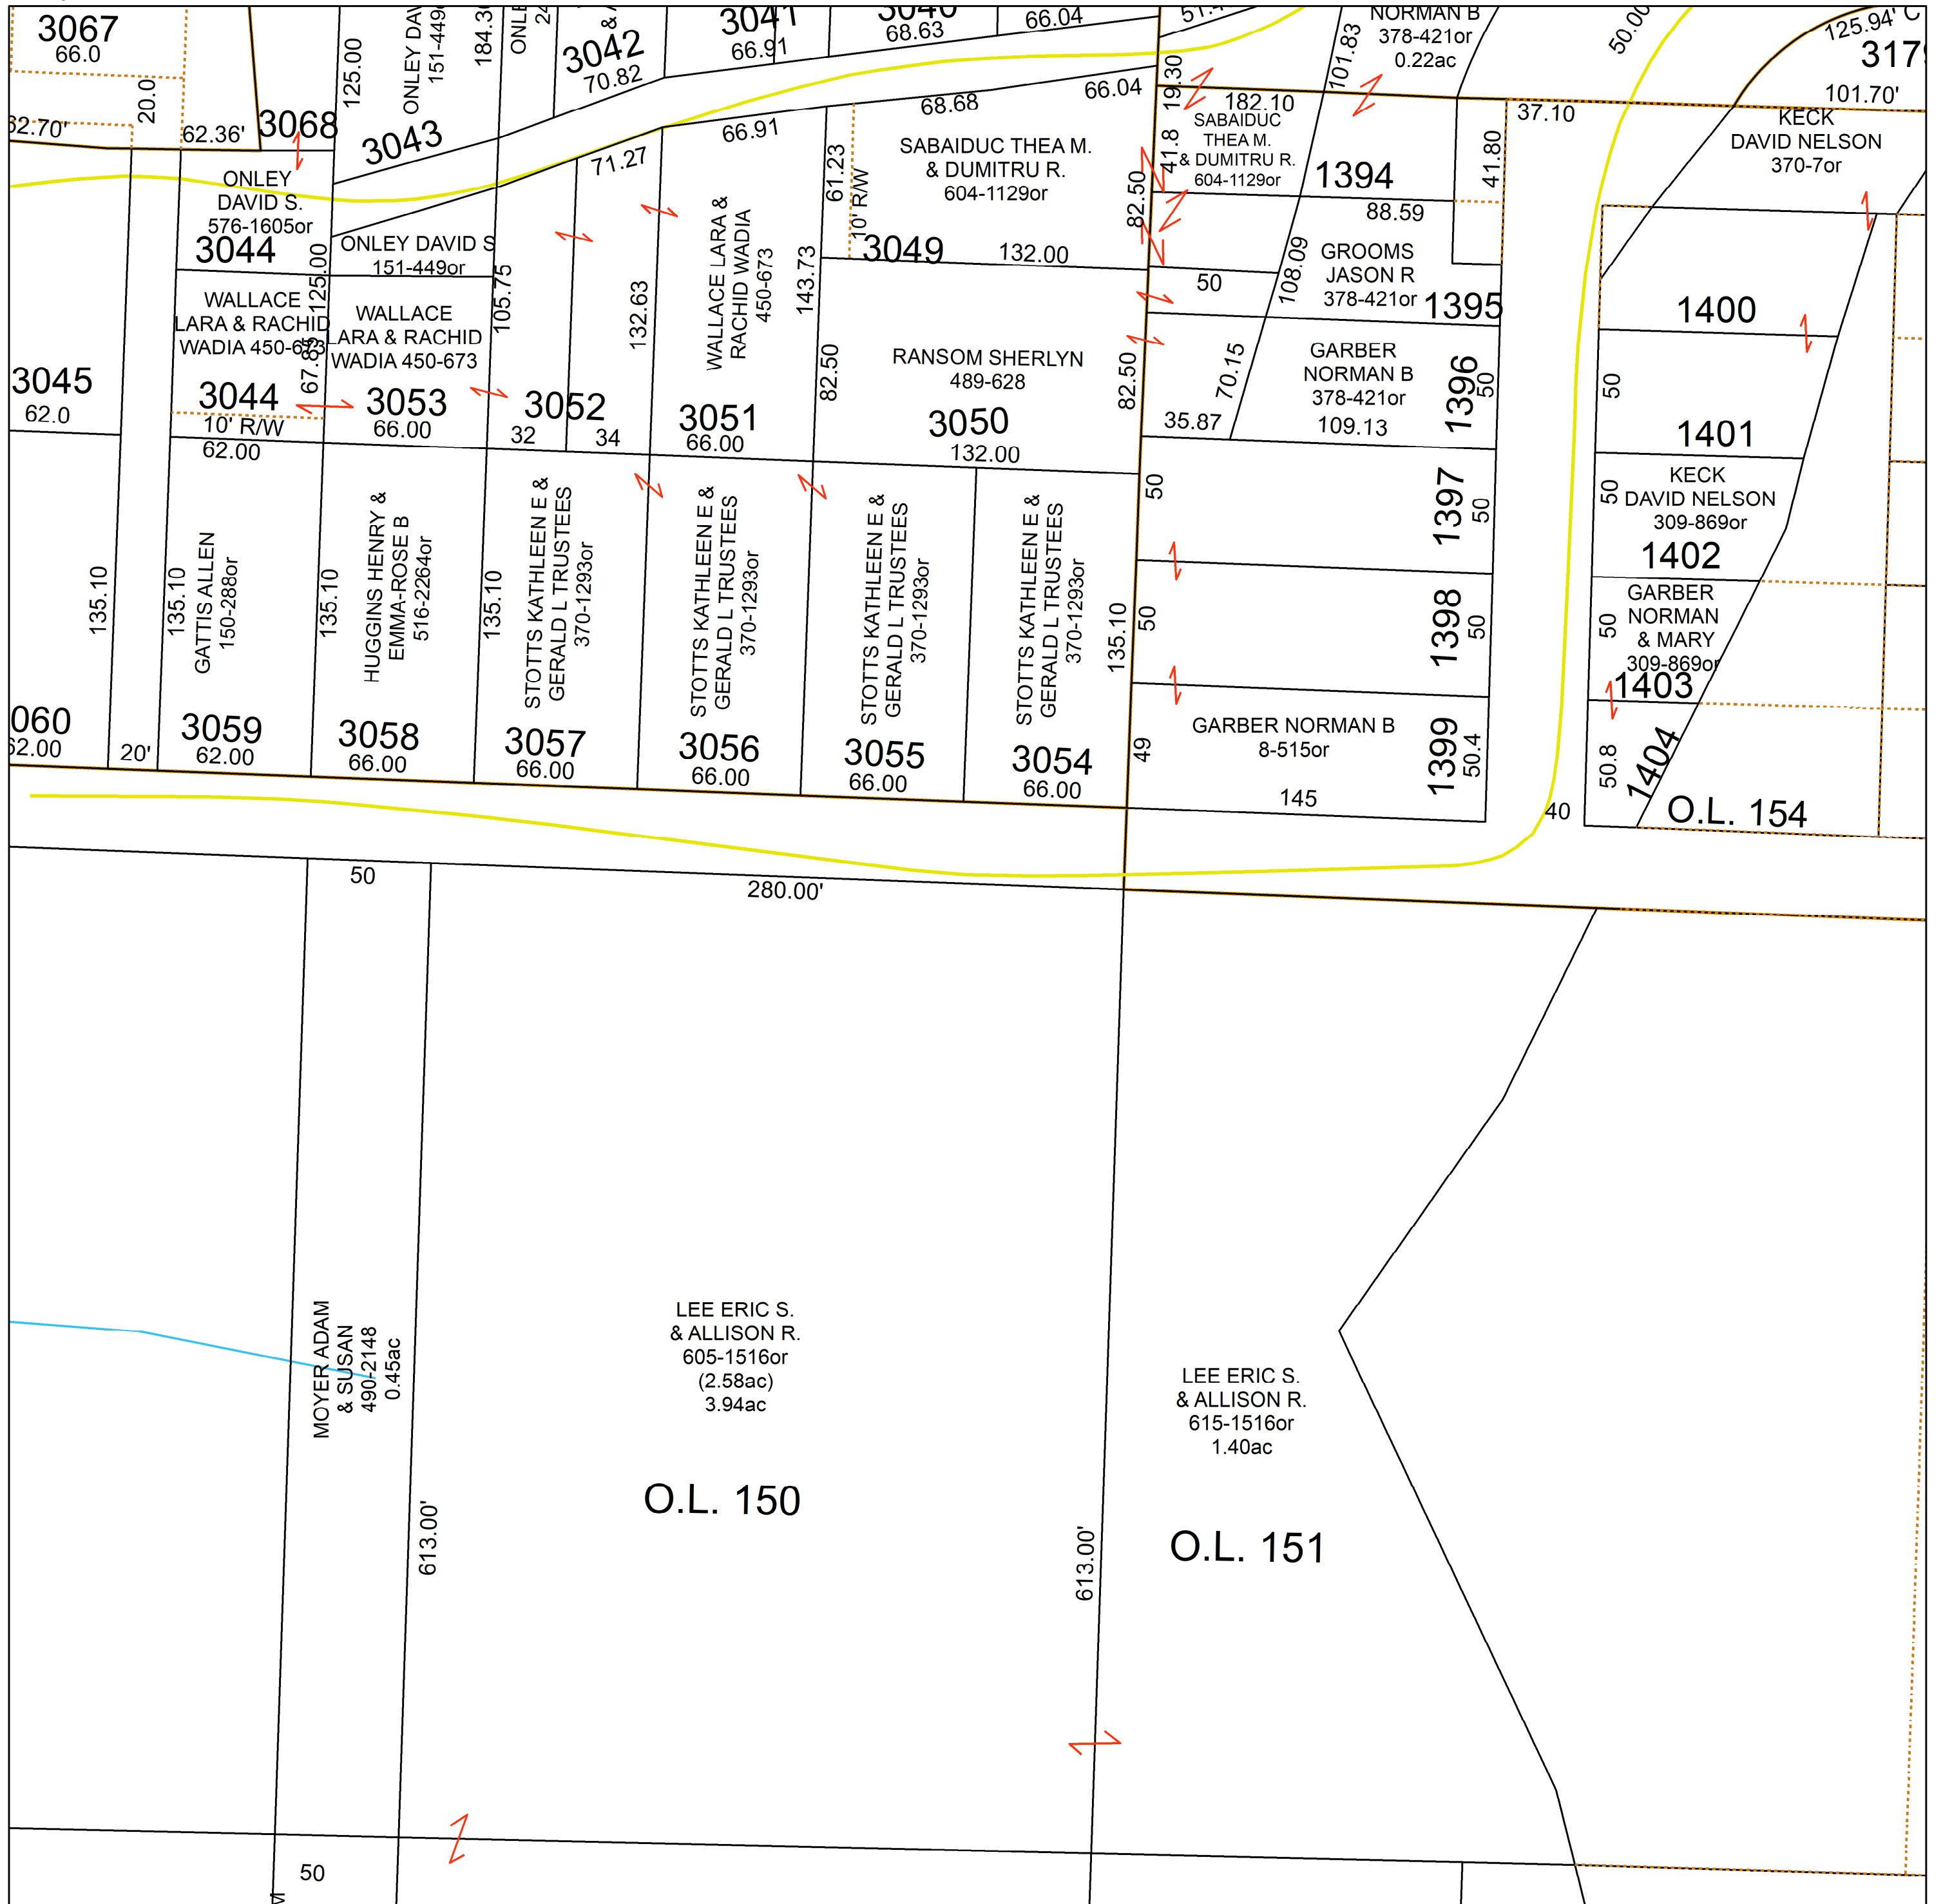 3067
66.0
20.0
62.36'
3068
125.00
184.3
3043
3042
70.82
3041
66.91
68.63
66.04
19.30
101.83
NORMAN B
378-421or
0.22ac
50.00
125.94' C
101.70'
KECK
DAVID NELSON
370-7or
37.10
41.80
182.10
SABAIDUC
THEA M.
& DUMITRU R.
604-1129or
41.8
1394
88.59
ONLEY
DAVID S.
576-1605or
3044
ONLEY DAVID S
151-449or
125.00
105.75
71.27
66.91
68.68
66.04
61.23
10' R/W
SABAIDUC THEA M.
& DUMITRU R.
604-1129or
3049
132.00
82.50
50
108.09
GROOMS
JASON R
378-421or
1395
WALLACE
LARA & RACHID
WADIA 450-673
3044
10' R/W
62.00
67.85
WALLACE
LARA & RACHID
WADIA 450-673
3053
66.00
3052
32
34
132.63
WALLACE LARA &
RACHID WADIA
450-673
143.73
3051
66.00
82.50
RANSOM SHERLYN
489-628
3050
132.00
82.50
70.15
35.87
GARBER
NORMAN B
378-421or
109.13
1396
50
3045
62.0
1400
50
1401
50
KECK
DAVID NELSON
309-869or
1402
50
GARBER
NORMAN
& MARY
309-869or
1403
50.8
1404
O.L. 154
40
50
1397
50
50
1398
50
49
GARBER NORMAN B
8-515or
145
1399
50.4
135.10
060
62.00
20'
135.10
GATTIS ALLEN
150-288or
3059
62.00
135.10
HUGGINS HENRY &
EMMA-ROSE B
516-2264or
3058
66.00
135.10
STOTTS KATHLEEN E &
GERALD L TRUSTEES
370-1293or
3057
66.00
STOTTS KATHLEEN E &
GERALD L TRUSTEES
370-1293or
3056
66.00
STOTTS KATHLEEN E &
GERALD L TRUSTEES
370-1293or
3055
66.00
STOTTS KATHLEEN E &
GERALD L TRUSTEES
370-1293or
3054
66.00
135.10
50
280.00'
MOYER ADAM
& SUSAN
490-2148
0.45ac
613.00'
LEE ERIC S.
& ALLISON R.
605-1516or
(2.58ac)
3.94ac
O.L. 150
613.00'
LEE ERIC S.
& ALLISON R.
615-1516or
1.40ac
O.L. 151
50